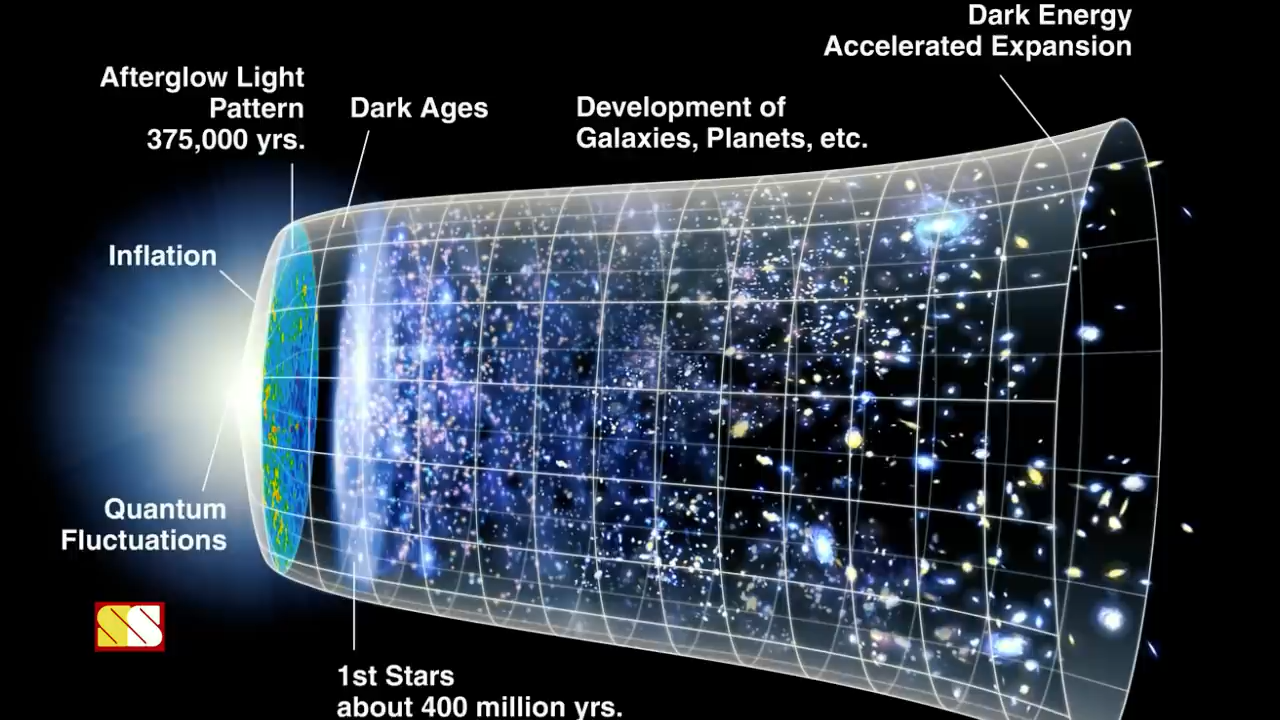 Dark Energy
Accelerated Expansion
Afterglow Light
Pattern
375,000 yrs.
Dark Ages
Development of
Galaxies, Planets, etc.
Inflation
Quantum
Fluctuations
1st Stars
about 400 million yrs.